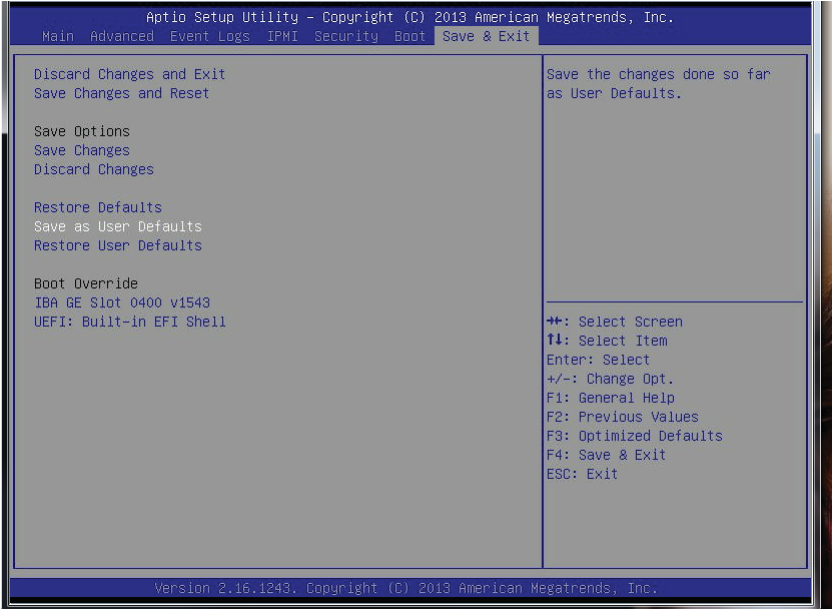 Aptio Setup Utility – Copyright (C) 2013 American Megatrends, Inc.
Main Advanced Event Logs IPMI Security Boot Save & Exit
Discard Changes and Exit
Save Changes and Reset
Save Options
Save Changes
Discard Changes
Restore Defaults
Save as User Defaults
Restore User Defaults
Boot Override
IBA GE Slot 0400 v1543
UEFI: Built-in EFI Shell
Save the changes done so far
as User Defaults.
→←: Select Screen
↑↓: Select Item
Enter: Select
+/-: Change Opt.
F1: General Help
F2: Previous Values
F3: Optimized Defaults
F4: Save & Exit
ESC: Exit
Version 2.16.1243. Copyright (C) 2013 American Megatrends, Inc.